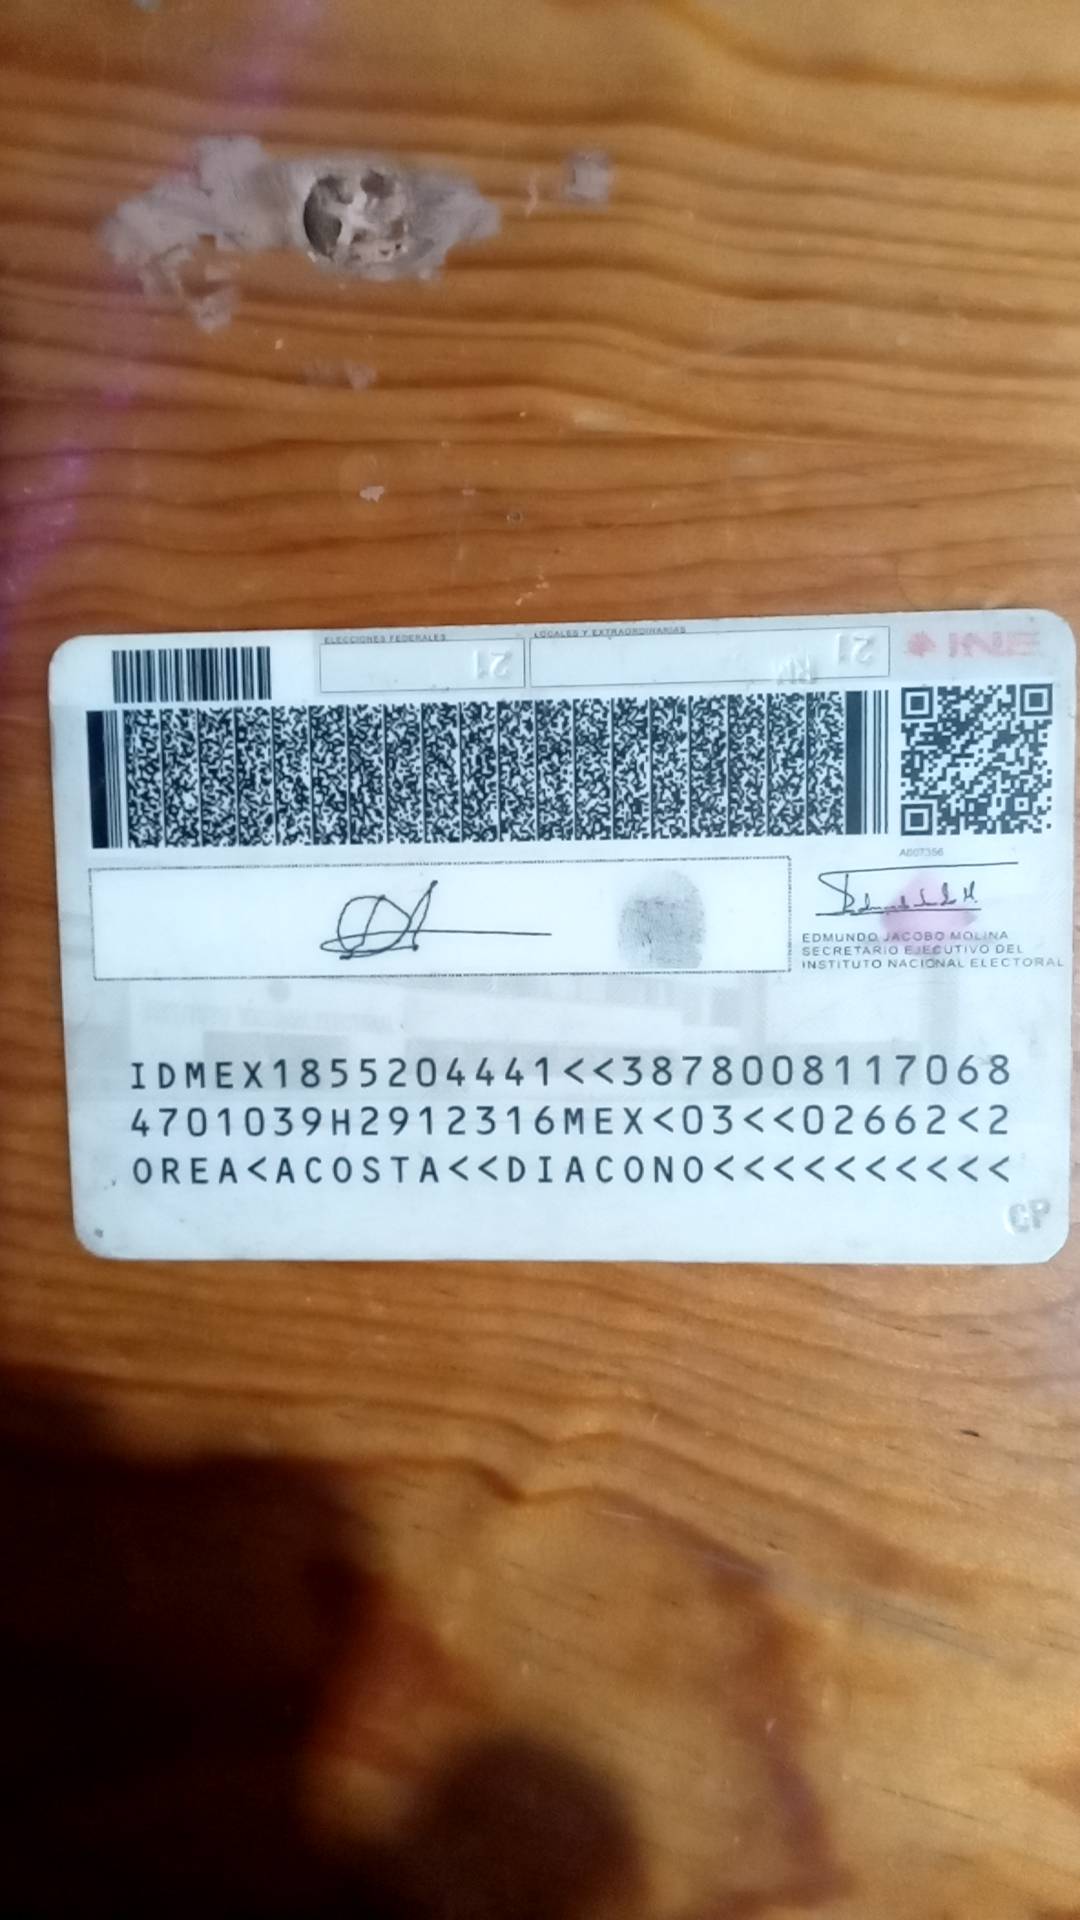 ELECCIONES FEDERALES
LOCALES Y EXTRAORDINARIAS
INE
21
21
A007356
EDMUNDO JACOBO MOLINA
SECRETARIO EJECUTIVO DEL
INSTITUTO NACIONAL ELECTORAL
IDMEX1855204441<<3878008117068
4701039H2912316MEX<03<<02662<2
OREA<ACOSTA<<DIACONO<<<<<<<<<<
CP